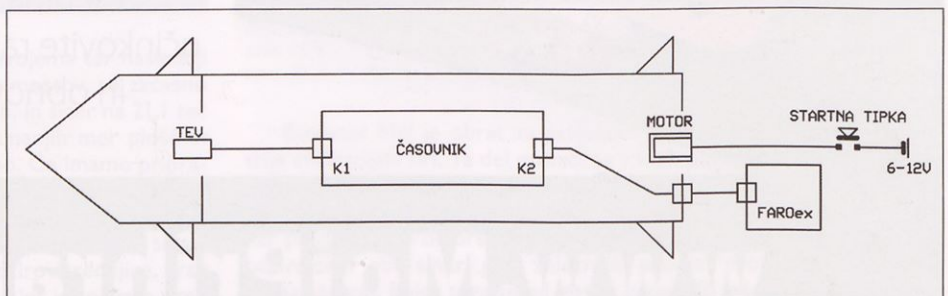 TEV
K1
ČASOVNIK
K2
MOTOR
STARTNA TIPKA
6-12V
FAROex